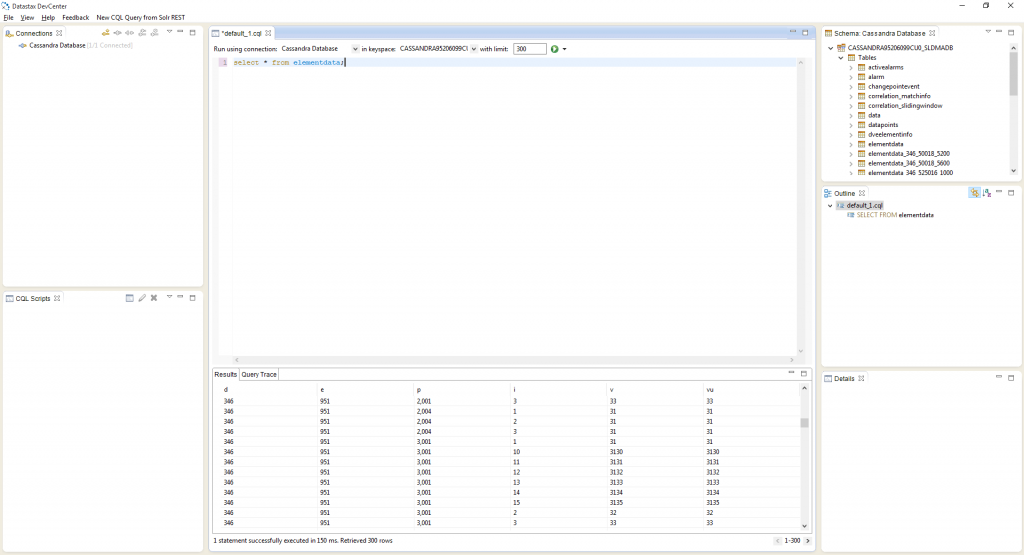 Datastax DevCenter
File View Help Feedback New CQL Query from Solr REST
Connections
Cassandra Database [1/1 Connected]
CQL Scripts
*default_1.cql
Run using connection: Cassandra Database in keyspace: CASSANDRA95206099CU with limit: 300
1 select * from elementdata;
Results Query Trace
d e p i v vu
346 951 2,001 3 33 33
346 951 2,004 1 31 31
346 951 2,004 2 31 31
346 951 2,004 3 31 31
346 951 3,001 1 31 31
346 951 3,001 10 3130 3130
346 951 3,001 11 3131 3131
346 951 3,001 12 3132 3132
346 951 3,001 13 3133 3133
346 951 3,001 14 3134 3134
346 951 3,001 15 3135 3135
346 951 3,001 2 32 32
346 951 3,001 3 33 33
1 statement successfully executed in 150 ms. Retrieved 300 rows
1-300
Schema: Cassandra Database
CASSANDRA95206099CU0_SLDMADB
Tables
activealarms
alarm
changepointevent
correlation_matchinfo
correlation_slidingwindow
data
datapoints
dveelementinfo
elementdata
elementdata_346_50018_5200
elementdata_346_50018_5600
elementdata_346_525016_1000
Outline
default_1.cql
SELECT FROM elementdata
Details